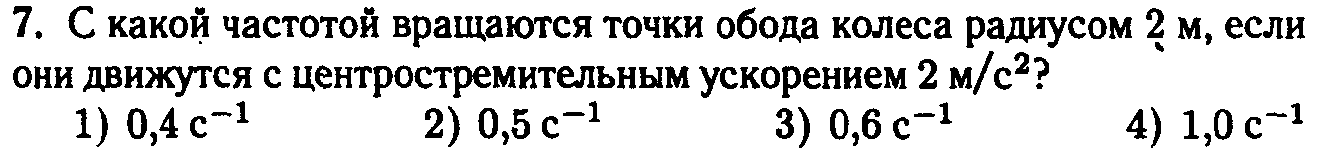 7. С какой частотой вращаются точки обода колеса радиусом 2 м, если
они движутся с центростремительным ускорением 2 м/с²?
1) 0,4 с⁻¹ 2) 0,5 с⁻¹ 3) 0,6 с⁻¹ 4) 1,0 с⁻¹